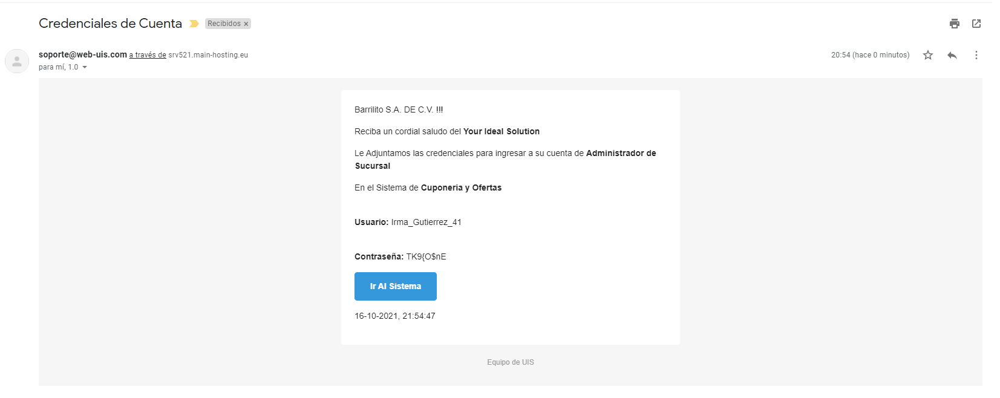 Credenciales de Cuenta Recibidos ×
soporte@web-uis.com a través de srv521.main-hosting.eu 20:54 (hace 0 minutos)
para mí, 1.0
Barrilito S.A. DE C.V. !!!
Reciba un cordial saludo del Your Ideal Solution
Le Adjuntamos las credenciales para ingresar a su cuenta de Administrador de
Sucursal
En el Sistema de Cuponeria y Ofertas
Usuario: Irma_Gutierrez_41
Contraseña: TK9{O$nE
Ir Al Sistema
16-10-2021, 21:54:47
Equipo de UIS